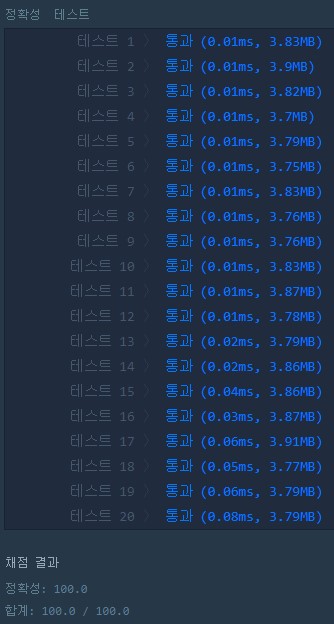 정확성 테스트
테스트 1 〉 통과 (0.01ms, 3.83MB)
테스트 2 〉 통과 (0.01ms, 3.9MB)
테스트 3 〉 통과 (0.01ms, 3.82MB)
테스트 4 〉 통과 (0.01ms, 3.7MB)
테스트 5 〉 통과 (0.01ms, 3.79MB)
테스트 6 〉 통과 (0.01ms, 3.75MB)
테스트 7 〉 통과 (0.01ms, 3.83MB)
테스트 8 〉 통과 (0.01ms, 3.76MB)
테스트 9 〉 통과 (0.01ms, 3.76MB)
테스트 10 〉 통과 (0.01ms, 3.83MB)
테스트 11 〉 통과 (0.01ms, 3.87MB)
테스트 12 〉 통과 (0.01ms, 3.78MB)
테스트 13 〉 통과 (0.02ms, 3.79MB)
테스트 14 〉 통과 (0.02ms, 3.86MB)
테스트 15 〉 통과 (0.04ms, 3.86MB)
테스트 16 〉 통과 (0.03ms, 3.87MB)
테스트 17 〉 통과 (0.06ms, 3.91MB)
테스트 18 〉 통과 (0.05ms, 3.77MB)
테스트 19 〉 통과 (0.06ms, 3.79MB)
테스트 20 〉 통과 (0.08ms, 3.79MB)
채점 결과
정확성: 100.0
합계: 100.0 / 100.0